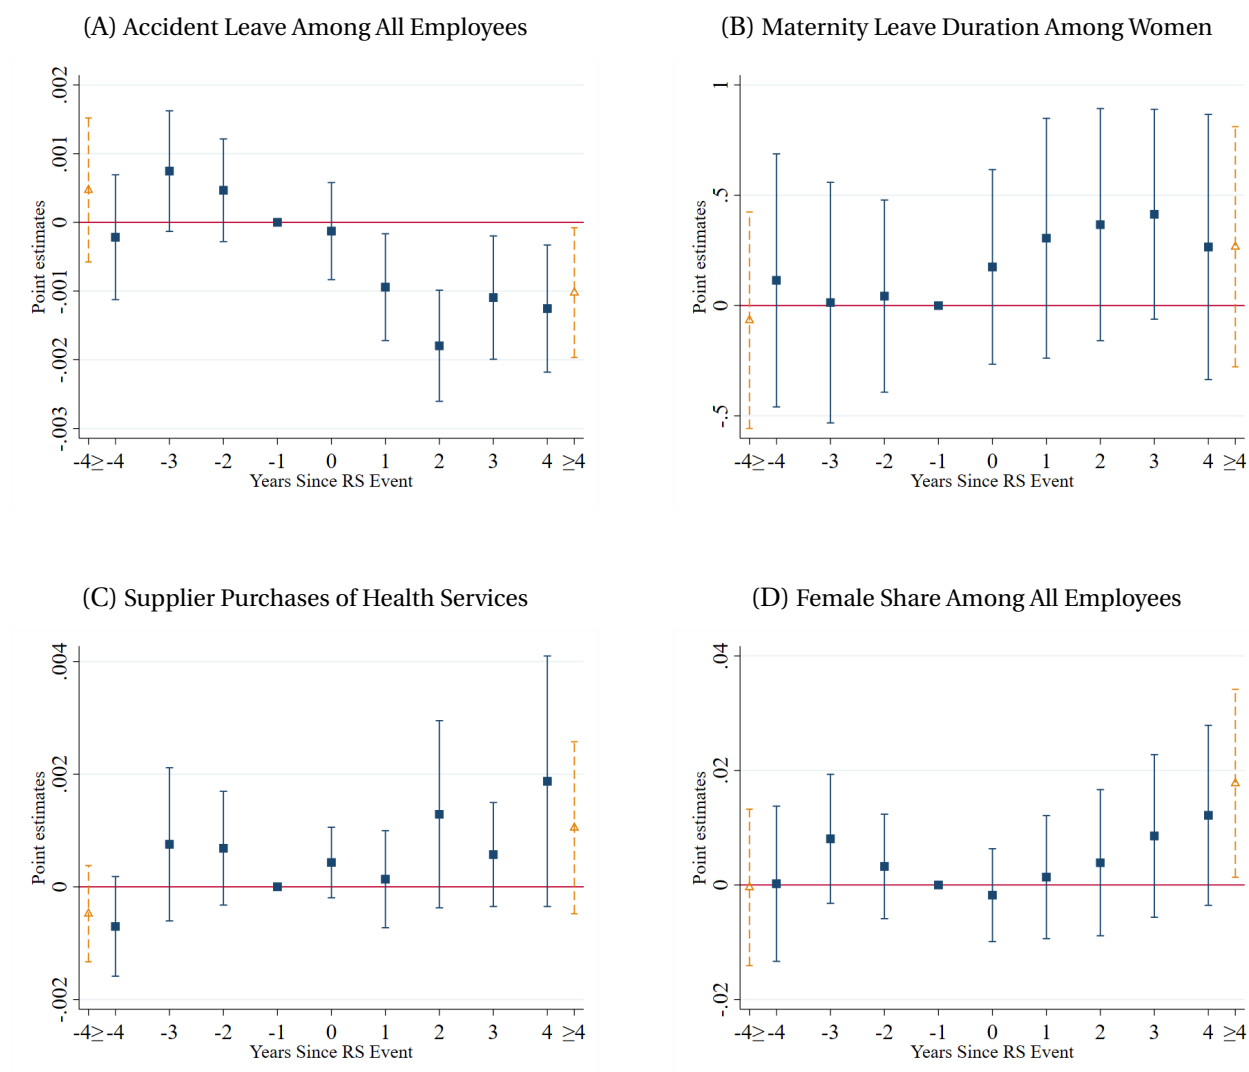 (A) Accident Leave Among All Employees
.002
.001
0
-.001
-.002
-.003
Point estimates
-4≥ -4 -3 -2 -1 0 1 2 3 4 ≥4
Years Since RS Event
(B) Maternity Leave Duration Among Women
1
.5
0
-.5
Point estimates
-4≥ -4 -3 -2 -1 0 1 2 3 4 ≥4
Years Since RS Event
(C) Supplier Purchases of Health Services
.004
.002
0
-.002
Point estimates
-4≥ -4 -3 -2 -1 0 1 2 3 4 ≥4
Years Since RS Event
(D) Female Share Among All Employees
.04
.02
0
-.02
Point estimates
-4≥ -4 -3 -2 -1 0 1 2 3 4 ≥4
Years Since RS Event